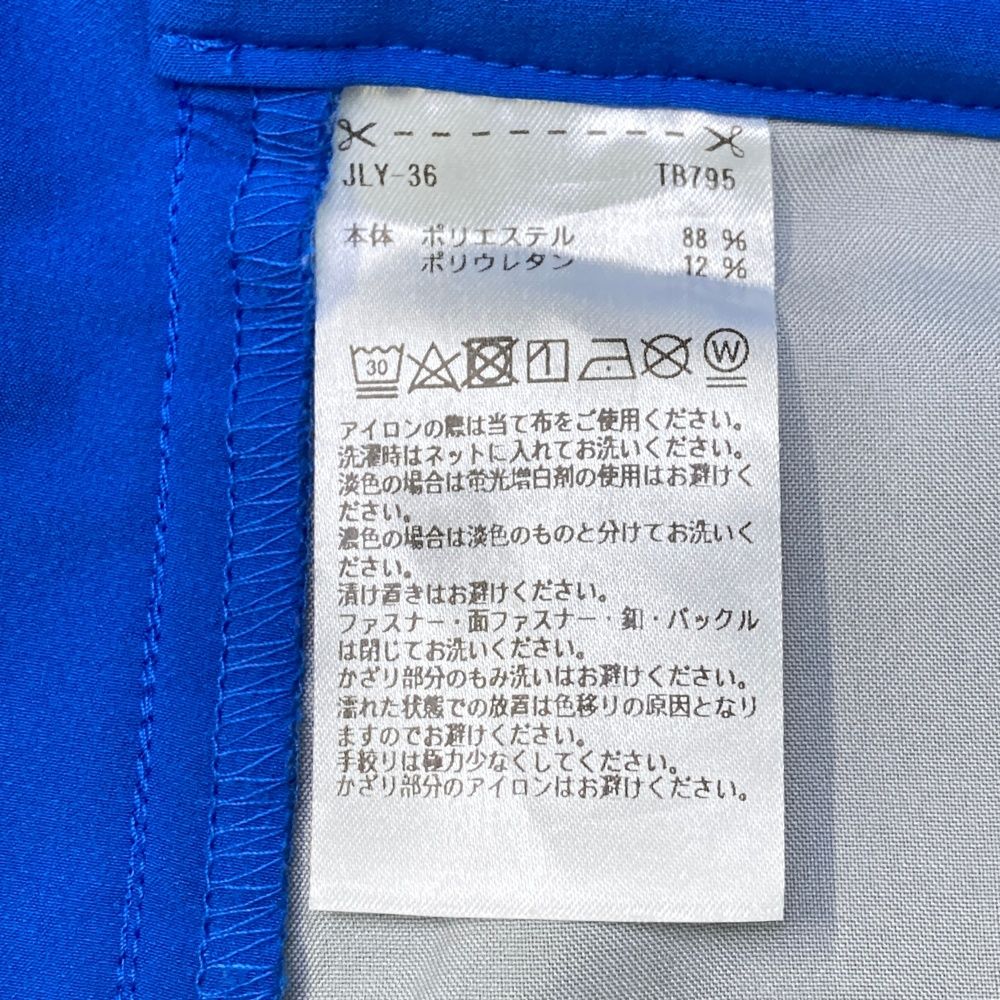 JLY-36 TB795
本体 ポリエステル 88 %
ポリウレタン 12 %
30 W
アイロンの際は当て布をご使用ください。
洗濯時はネットに入れてお洗いください。
淡色の場合は蛍光増白剤の使用はお避けく
ださい。
濃色の場合は淡色のものと分けてお洗いく
ださい。
漬け置きはお避けください。
ファスナー・面ファスナー・釦・バックル
は閉じてお洗いください。
かざり部分のもみ洗いはお避けください。
濡れた状態での放置は色移りの原因となり
ますのでお避けください。
手絞りは極力少なくしてください。
かざり部分のアイロンはお避けください。